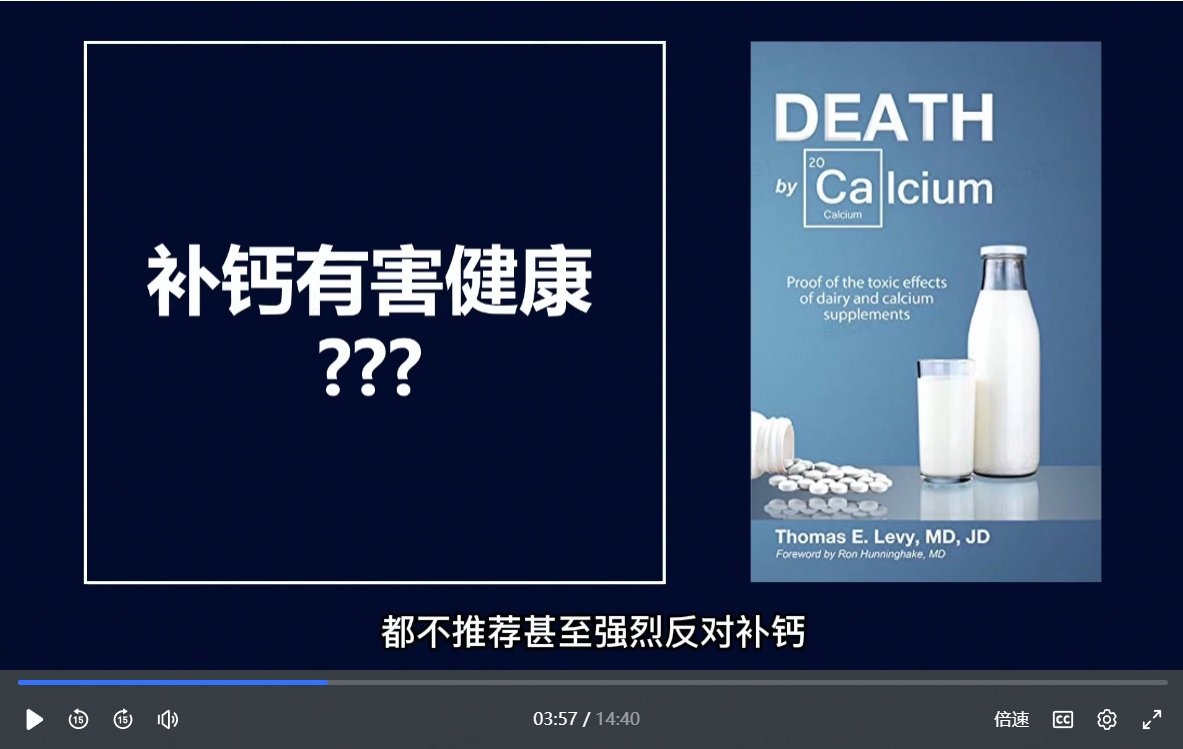 补钙有害健康
???
DEATH
by
20
Ca
Calcium
lcium
Proof of the toxic effects
of dairy and calcium
supplements
Thomas E. Levy, MD, JD
Foreword by Ron Hunninghake, MD
都不推荐甚至强烈反对补钙
15
15
03:57 / 14:40
倍速
CC